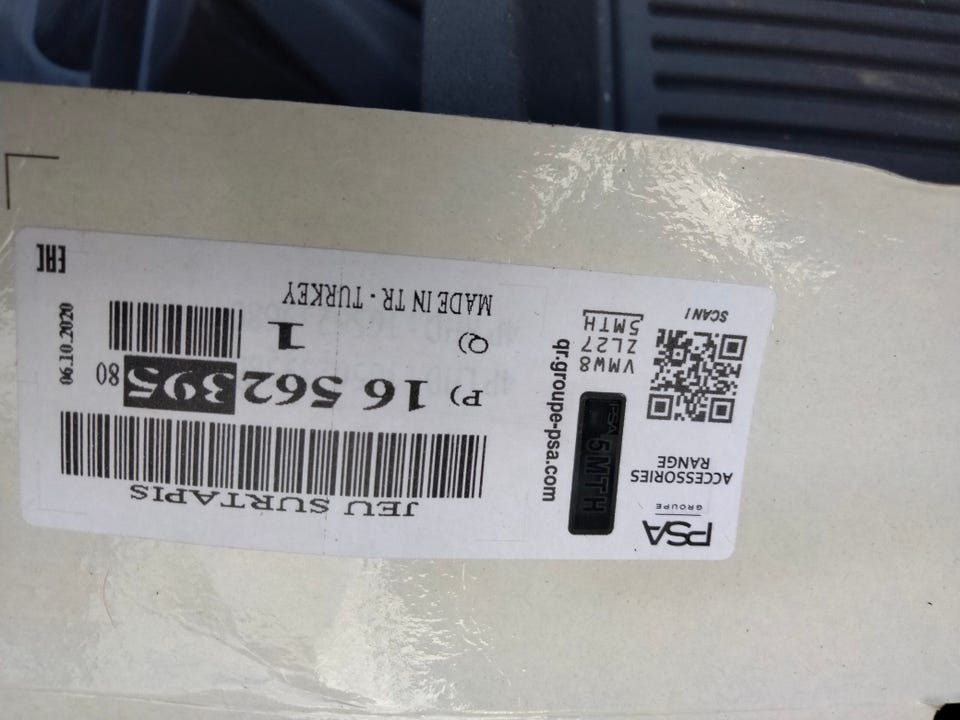 PSA
GROUPE
ACCESSORIES
RANGE
SCAN!
PSA 5MTH
VMW8
ZL27
5MTH
qr.groupe-psa.com
JEU SURTAPIS
P) 16 562 395 80
Q) 1
MADE IN TR - TURKEY
06.10.2020
EAC